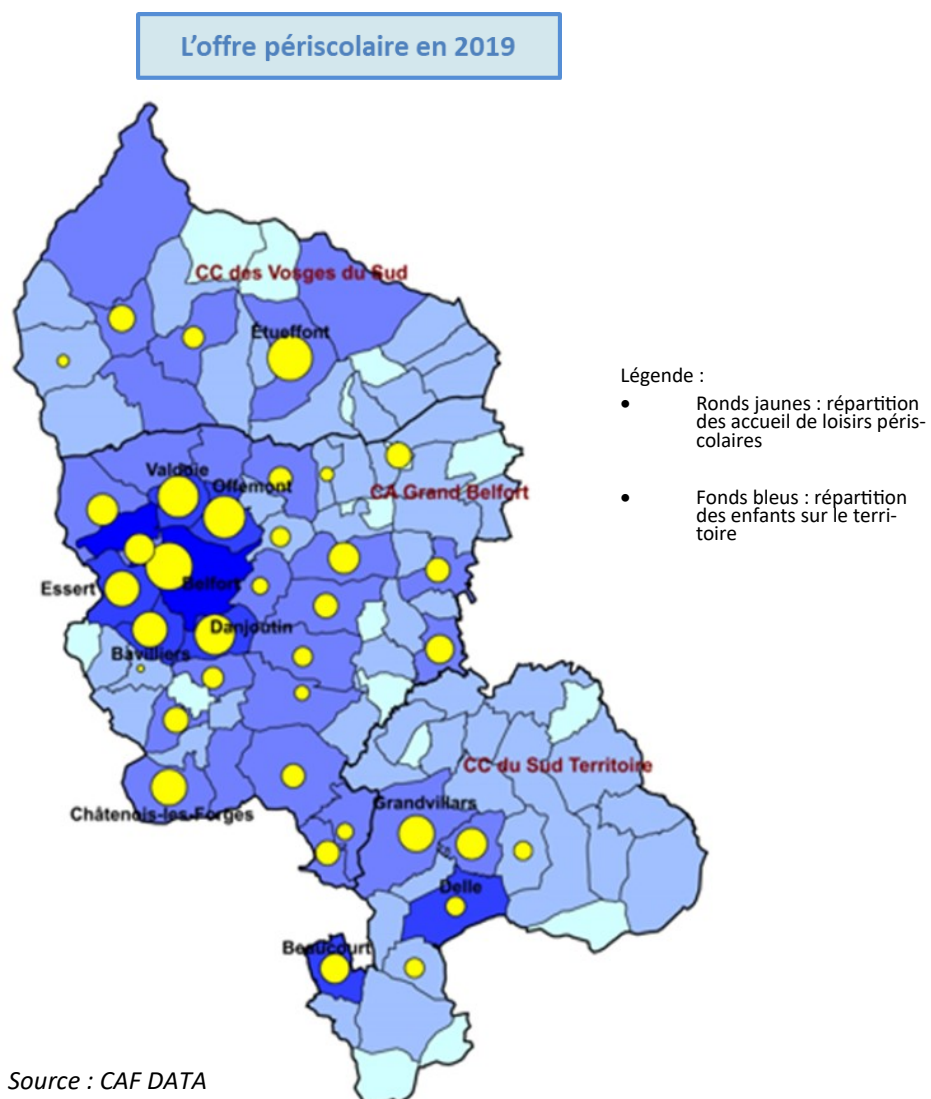 L'offre périscolaire en 2019
CC des Vosges du Sud
Étueffont
Valdoie
Offemont
CA Grand Belfort
Essert
Belfort
Danjoutin
Bavilliers
CC du Sud Territoire
Grandvillars
Châtenois-les-Forges
Delle
Beaucourt
Légende :
• Ronds jaunes : répartition
des accueil de loisirs péris-
colaires
• Fonds bleus : répartition
des enfants sur le terri-
toire
Source : CAF DATA